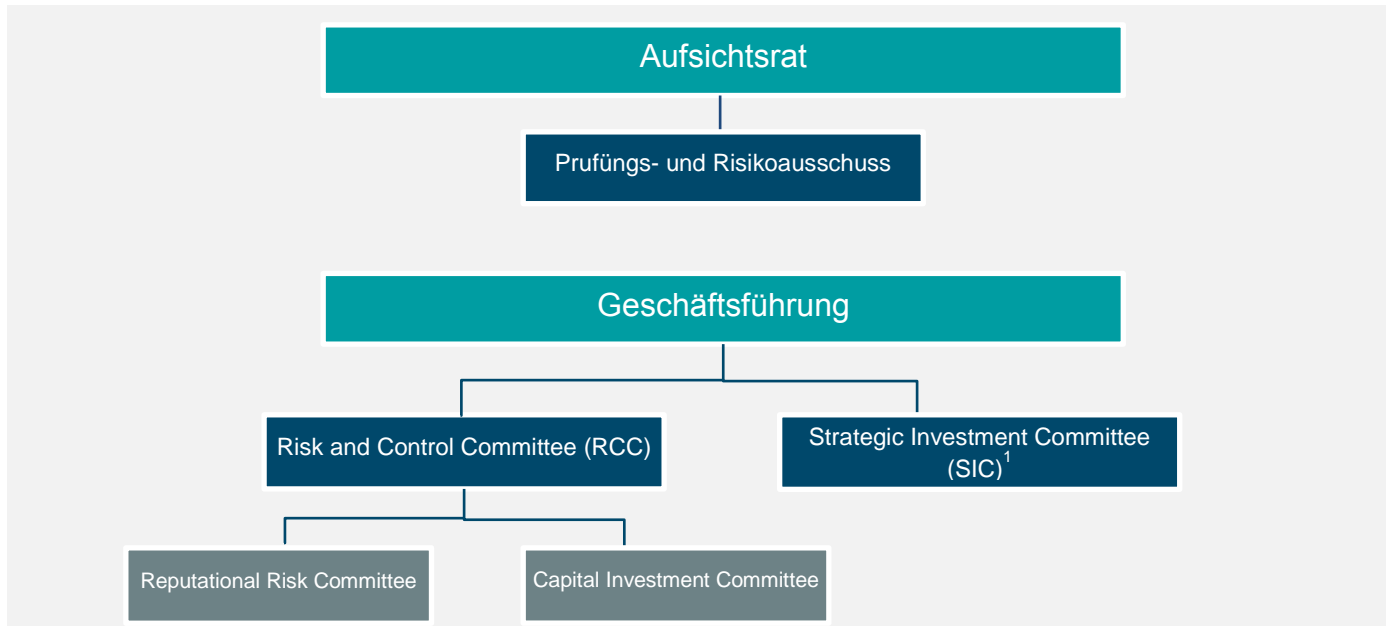 Aufsichtsrat
Prufüngs- und Risikoausschuss
Geschäftsführung
Risk and Control Committee (RCC)
Strategic Investment Committee
(SIC)1
Reputational Risk Committee
Capital Investment Committee